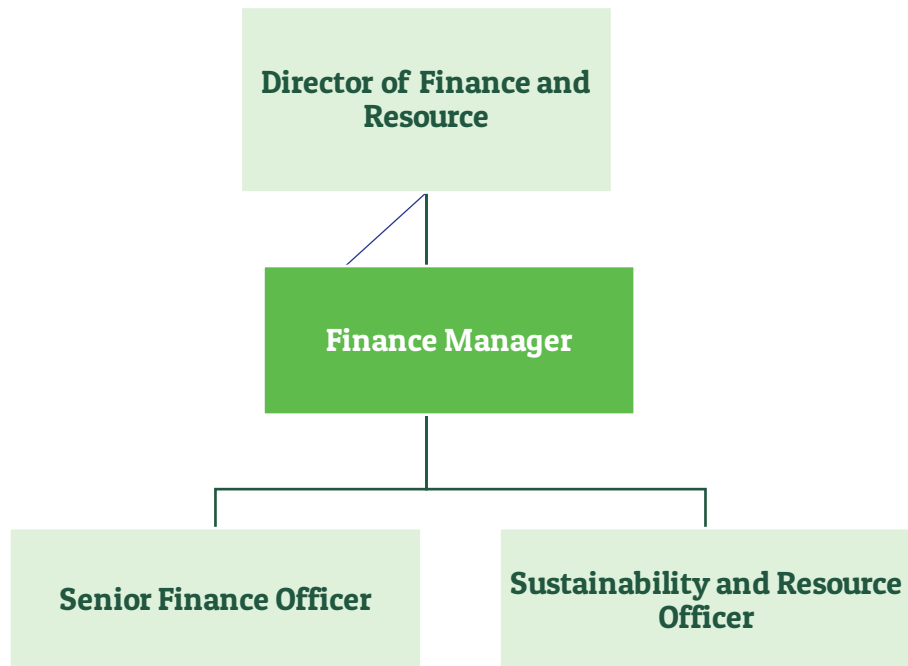 Director of Finance and
Resource
Finance Manager
Senior Finance Officer
Sustainability and Resource
Officer